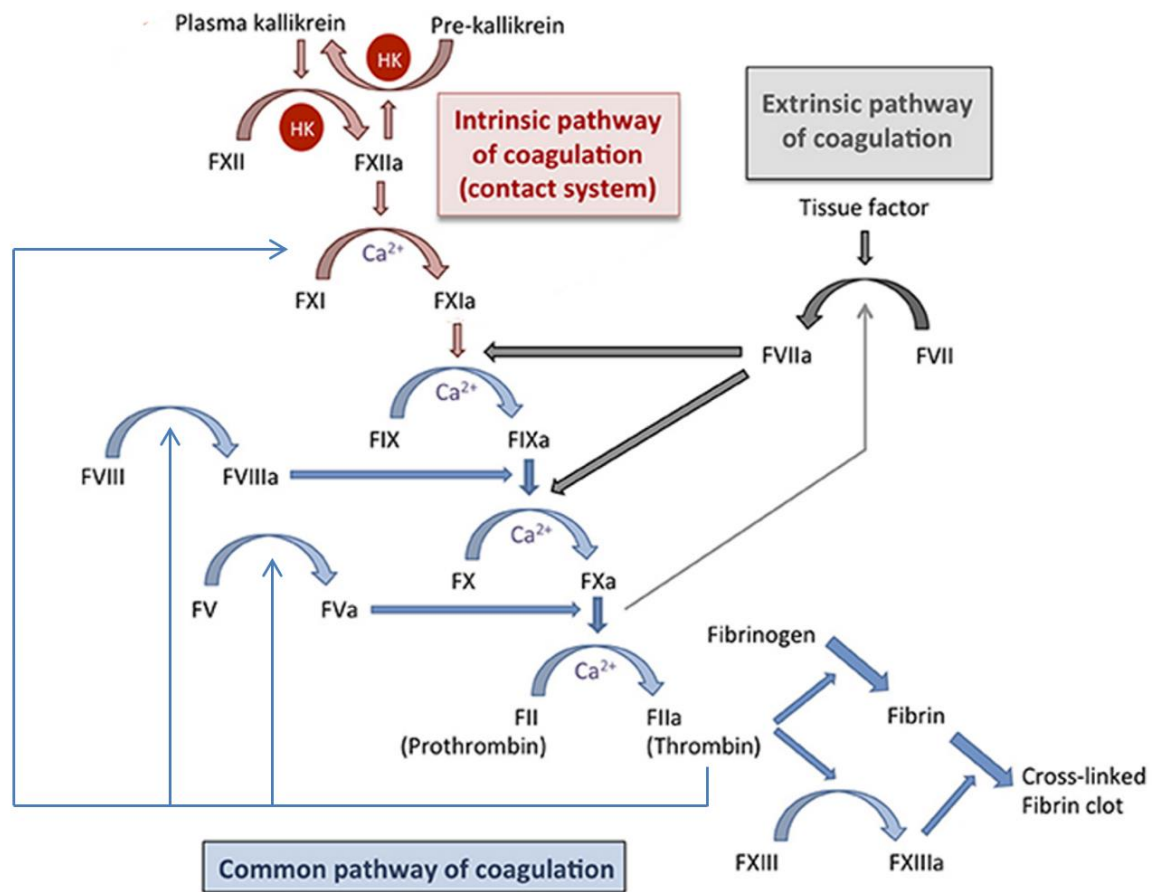 Plasma kallikrein
Pre-kallikrein
HK
HK
FXII
FXIIa
Intrinsic pathway
of coagulation
(contact system)
Extrinsic pathway
of coagulation
Tissue factor
Ca²⁺
FXI
FXIa
FVIIa
FVII
Ca²⁺
FIX
FIXa
FVIII
FVIIIa
Ca²⁺
FX
FXa
FV
FVa
Fibrinogen
Ca²⁺
FII
(Prothrombin)
FIIa
(Thrombin)
Fibrin
Cross-linked
Fibrin clot
FXIII
FXIIIa
Common pathway of coagulation